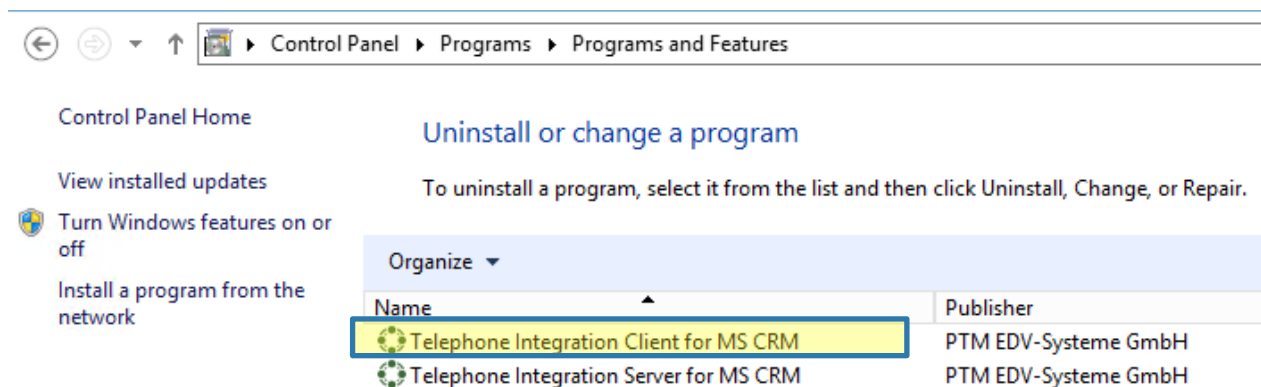 Control Panel Programs Programs and Features
Control Panel Home
Uninstall or change a program
View installed updates
To uninstall a program, select it from the list and then click Uninstall, Change, or Repair.
Turn Windows features on or
off
Install a program from the
network
Organize
Name Publisher
Telephone Integration Client for MS CRM PTM EDV-Systeme GmbH
Telephone Integration Server for MS CRM PTM EDV-Systeme GmbH